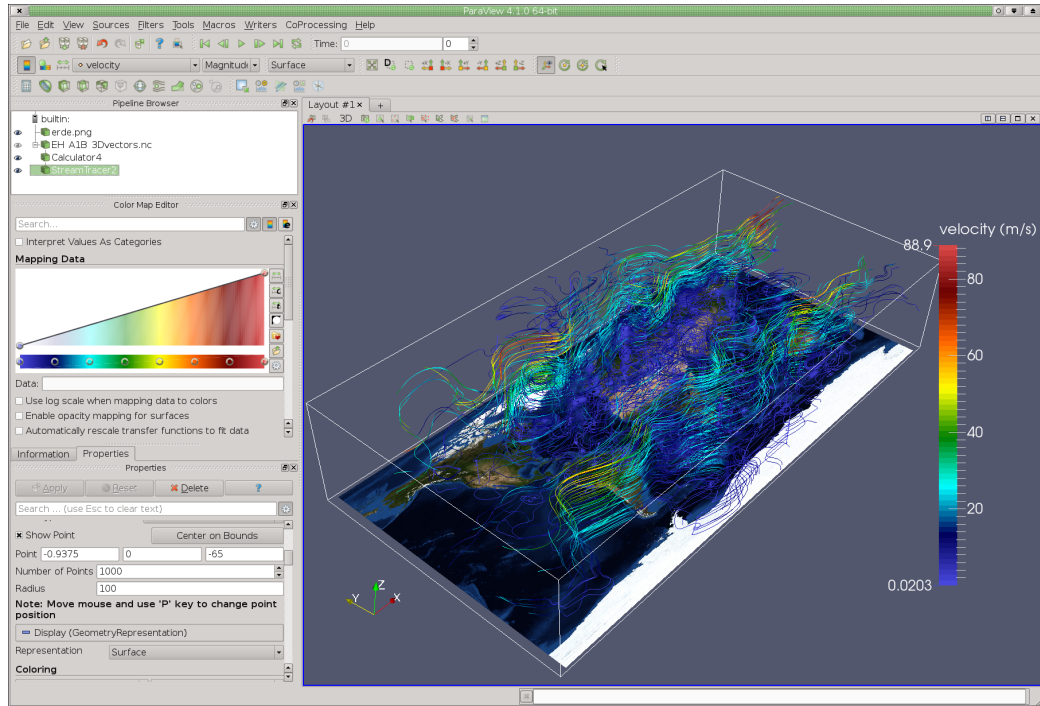 ParaView 4.1.0 64-bit
File Edit View Sources Filters Tools Macros Writers CoProcessing Help
Time: 0 0
velocity Magnitude Surface
Pipeline Browser
builtin:
erde.png
EH_A1B_3Dvectors.nc
Calculator4
StreamTracer2
Color Map Editor
Search...
Interpret Values As Categories
Mapping Data
Data:
Use log scale when mapping data to colors
Enable opacity mapping for surfaces
Automatically rescale transfer functions to fit data
Information Properties
Properties
Apply Reset Delete ?
Search ... (use Esc to clear text)
Show Point Center on Bounds
Point -0.9375 0 -65
Number of Points 1000
Radius 100
Note: Move mouse and use 'P' key to change point
position
Display (GeometryRepresentation)
Representation Surface
Coloring
Layout #1 +
3D
velocity (m/s)
88.9
80
60
40
20
0.0203
Z
Y X